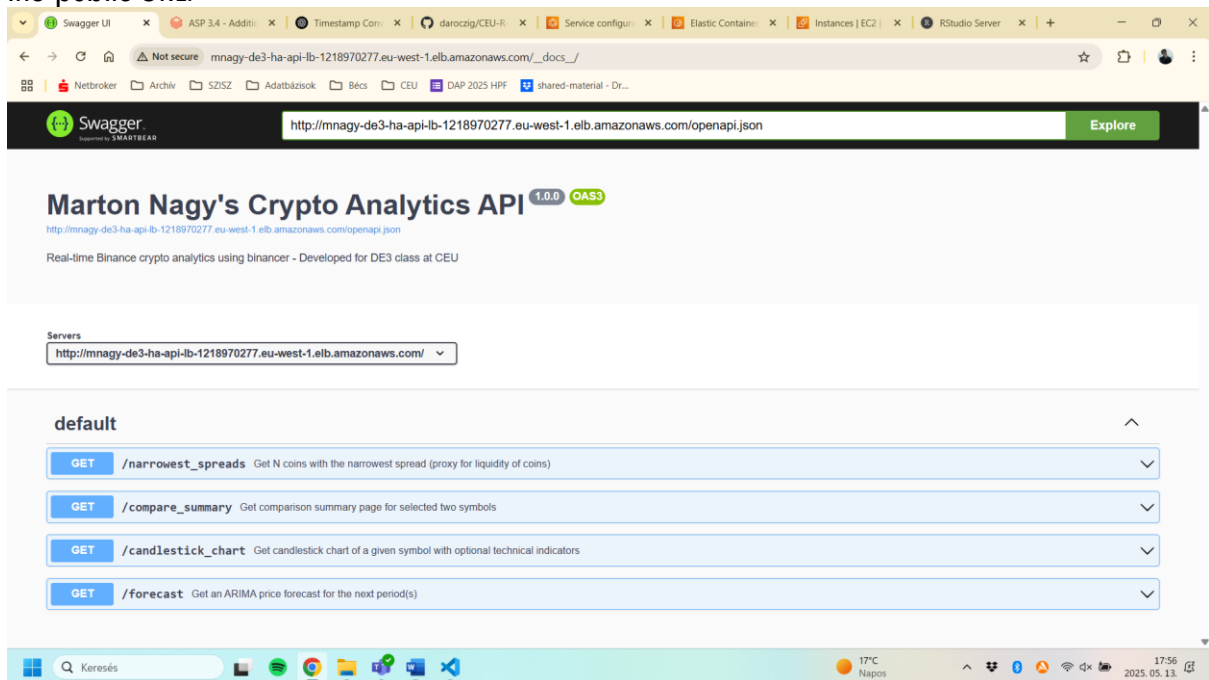 the public URL.
Swagger UI
ASP 3.4 - Additic
Timestamp Conv
daroczig/CEU-R-
Service configura
Elastic Container
Instances | EC2 |
RStudio Server
Not secure mnagy-de3-ha-api-lb-1218970277.eu-west-1.elb.amazonaws.com/__docs__/
Netbroker Archív SZISZ Adatbázisok Bécs CEU DAP 2025 HPF shared-material - Dr...
Swagger.
Supported by SMARTBEAR
http://mnagy-de3-ha-api-lb-1218970277.eu-west-1.elb.amazonaws.com/openapi.json
Explore
Marton Nagy's Crypto Analytics API 1.0.0 OAS3
http://mnagy-de3-ha-api-lb-1218970277.eu-west-1.elb.amazonaws.com/openapi.json
Real-time Binance crypto analytics using binancer - Developed for DE3 class at CEU
Servers
http://mnagy-de3-ha-api-lb-1218970277.eu-west-1.elb.amazonaws.com/
default
GET /narrowest_spreads Get N coins with the narrowest spread (proxy for liquidity of coins)
GET /compare_summary Get comparison summary page for selected two symbols
GET /candlestick_chart Get candlestick chart of a given symbol with optional technical indicators
GET /forecast Get an ARIMA price forecast for the next period(s)
Keresés
17°C
Napos
17:56
2025. 05. 13.